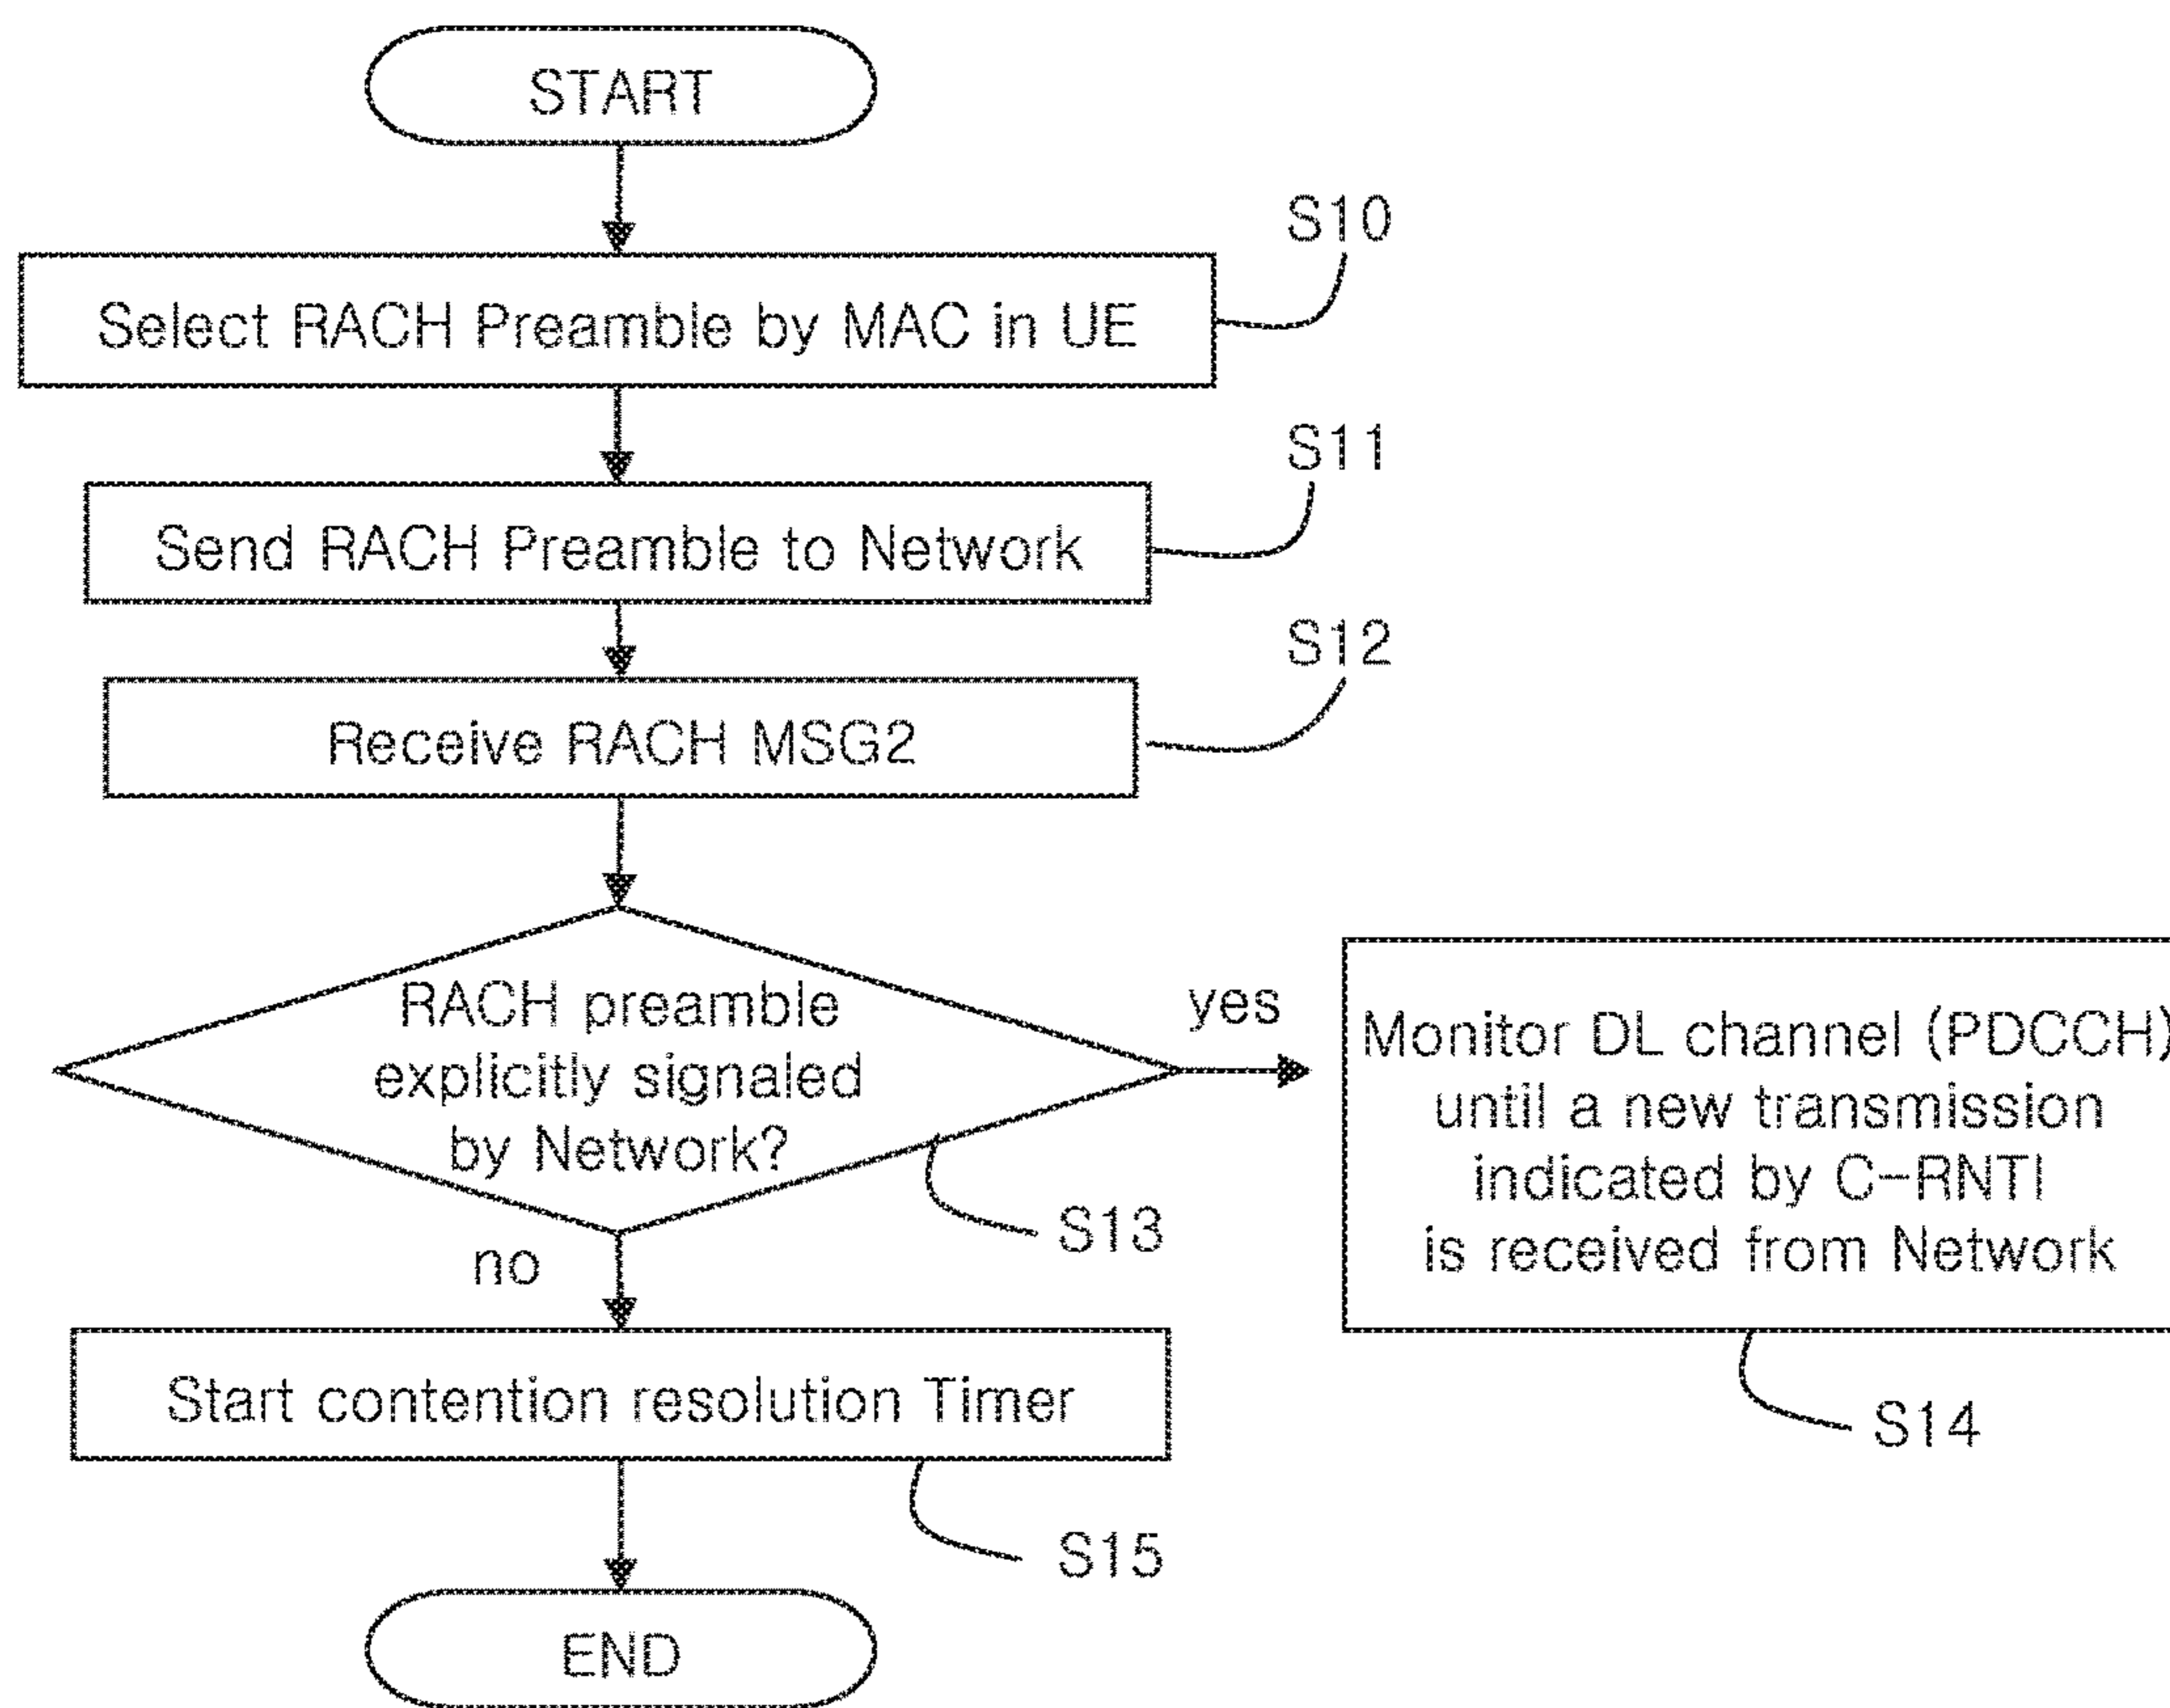 START
S10
Select RACH Preamble by MAC in UE
S11
Send RACH Preamble to Network
S12
Receive RACH MSG2
RACH preamble
explicitly signaled
by Network?
yes
Monitor DL channel (PDCCH)
until a new transmission
indicated by C-RNTI
is received from Network
S13
no
S14
Start contention resolution Timer
S15
END